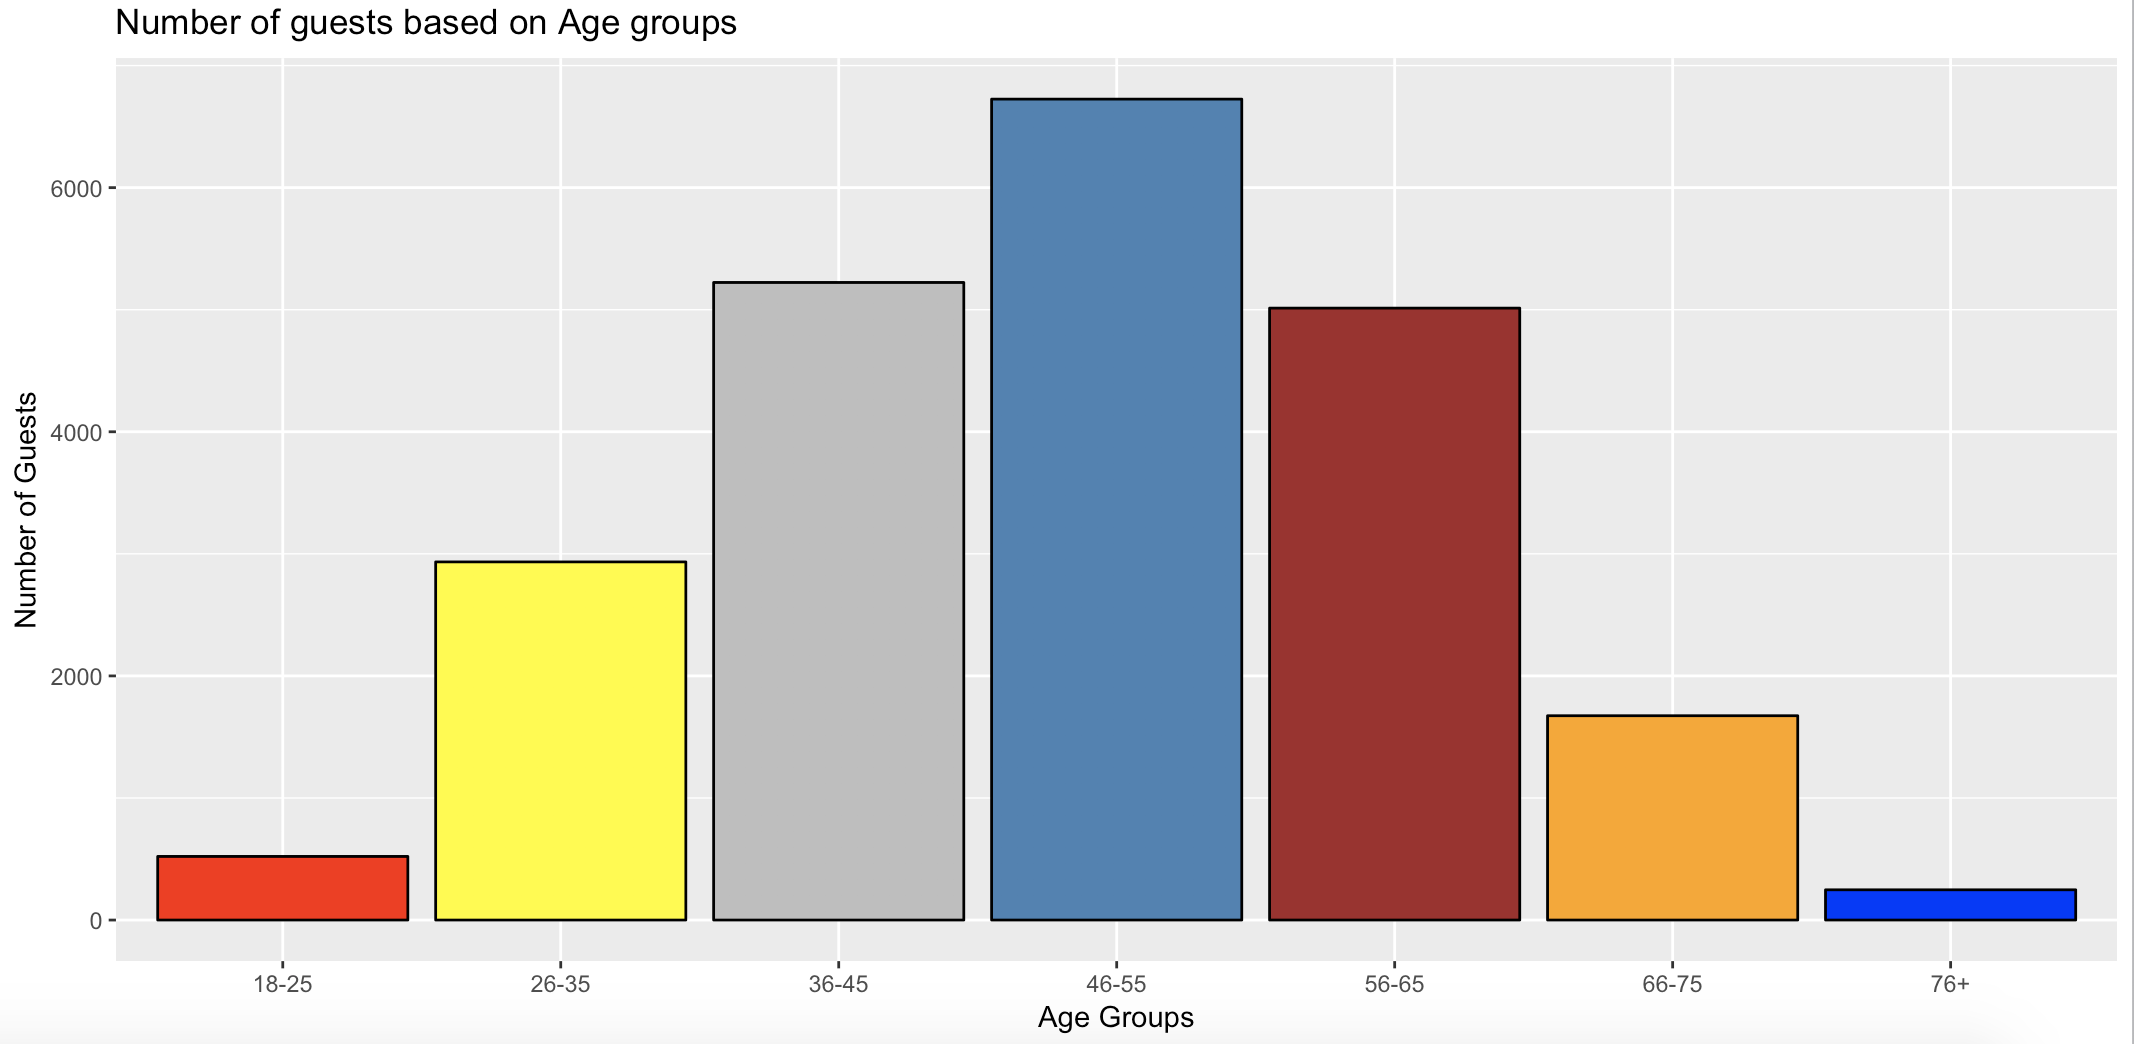 Number of guests based on Age groups
Number of Guests
6000
4000
2000
0
18-25 26-35 36-45 46-55 56-65 66-75 76+
Age Groups